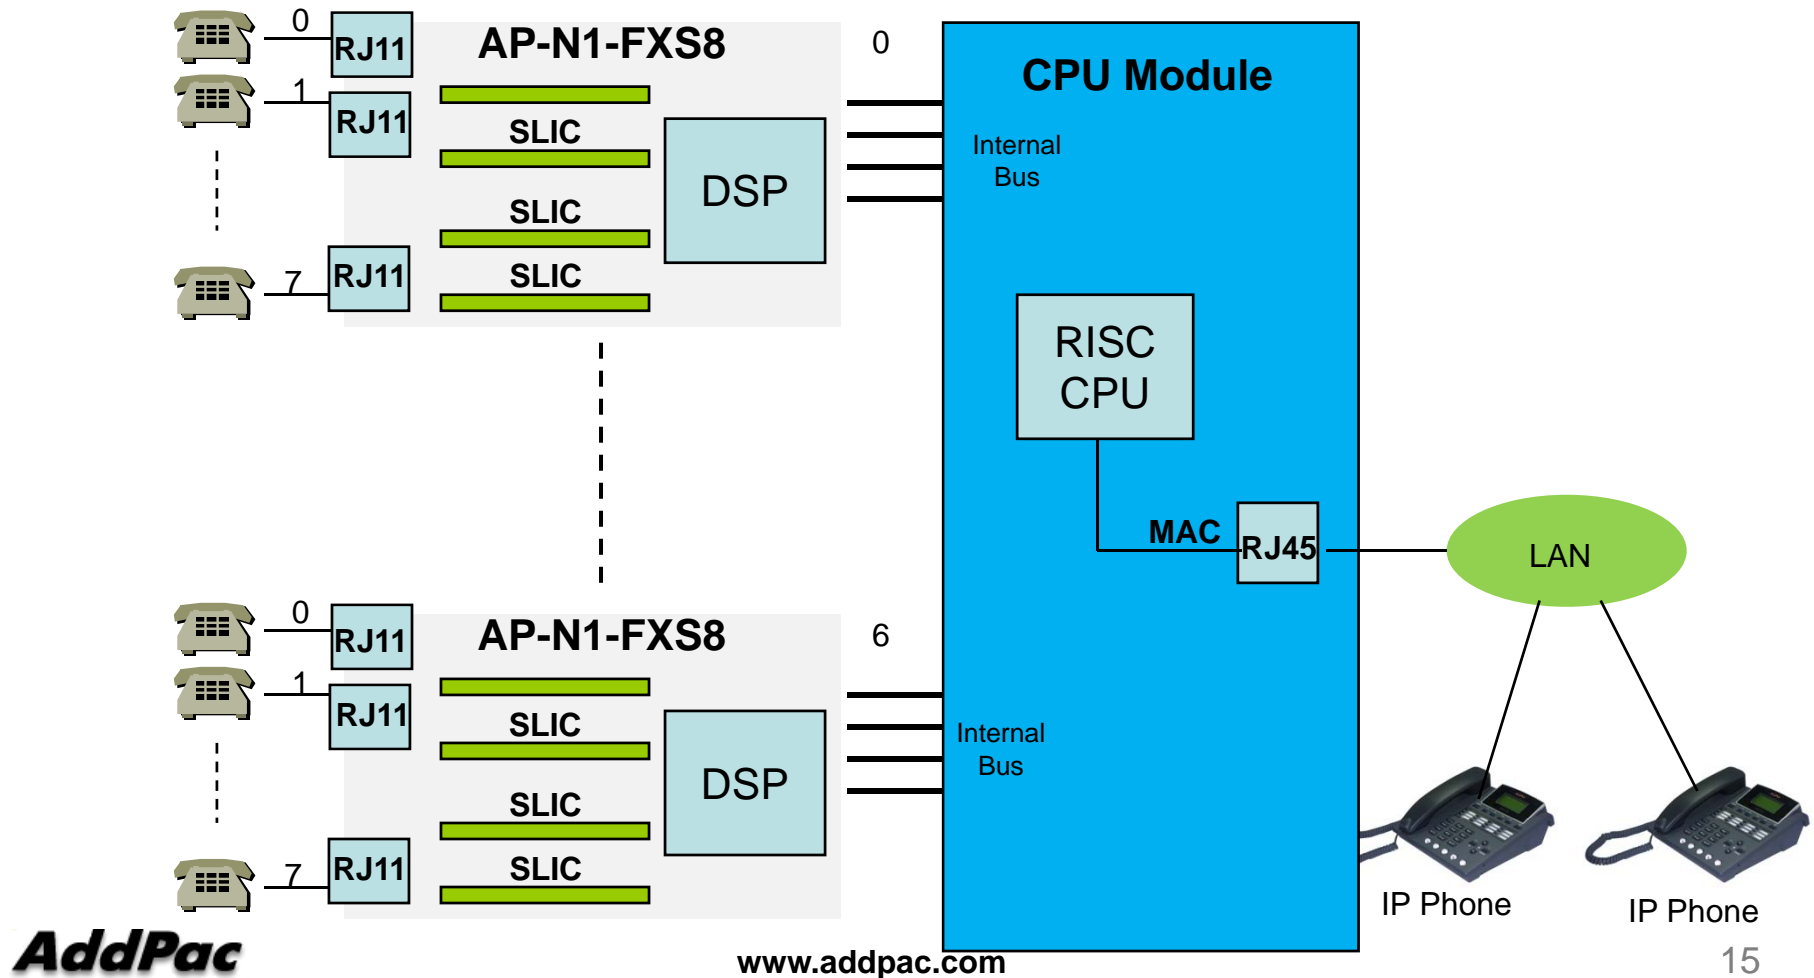 0
RJ11
AP-N1-FXS8
0
CPU Module
1
RJ11
SLIC
DSP
Internal
Bus
SLIC
7
RJ11
SLIC
RISC
CPU
MAC
RJ45
LAN
0
RJ11
AP-N1-FXS8
6
1
RJ11
SLIC
DSP
Internal
Bus
SLIC
7
RJ11
SLIC
IP Phone
IP Phone
AddPac
www.addpac.com
15